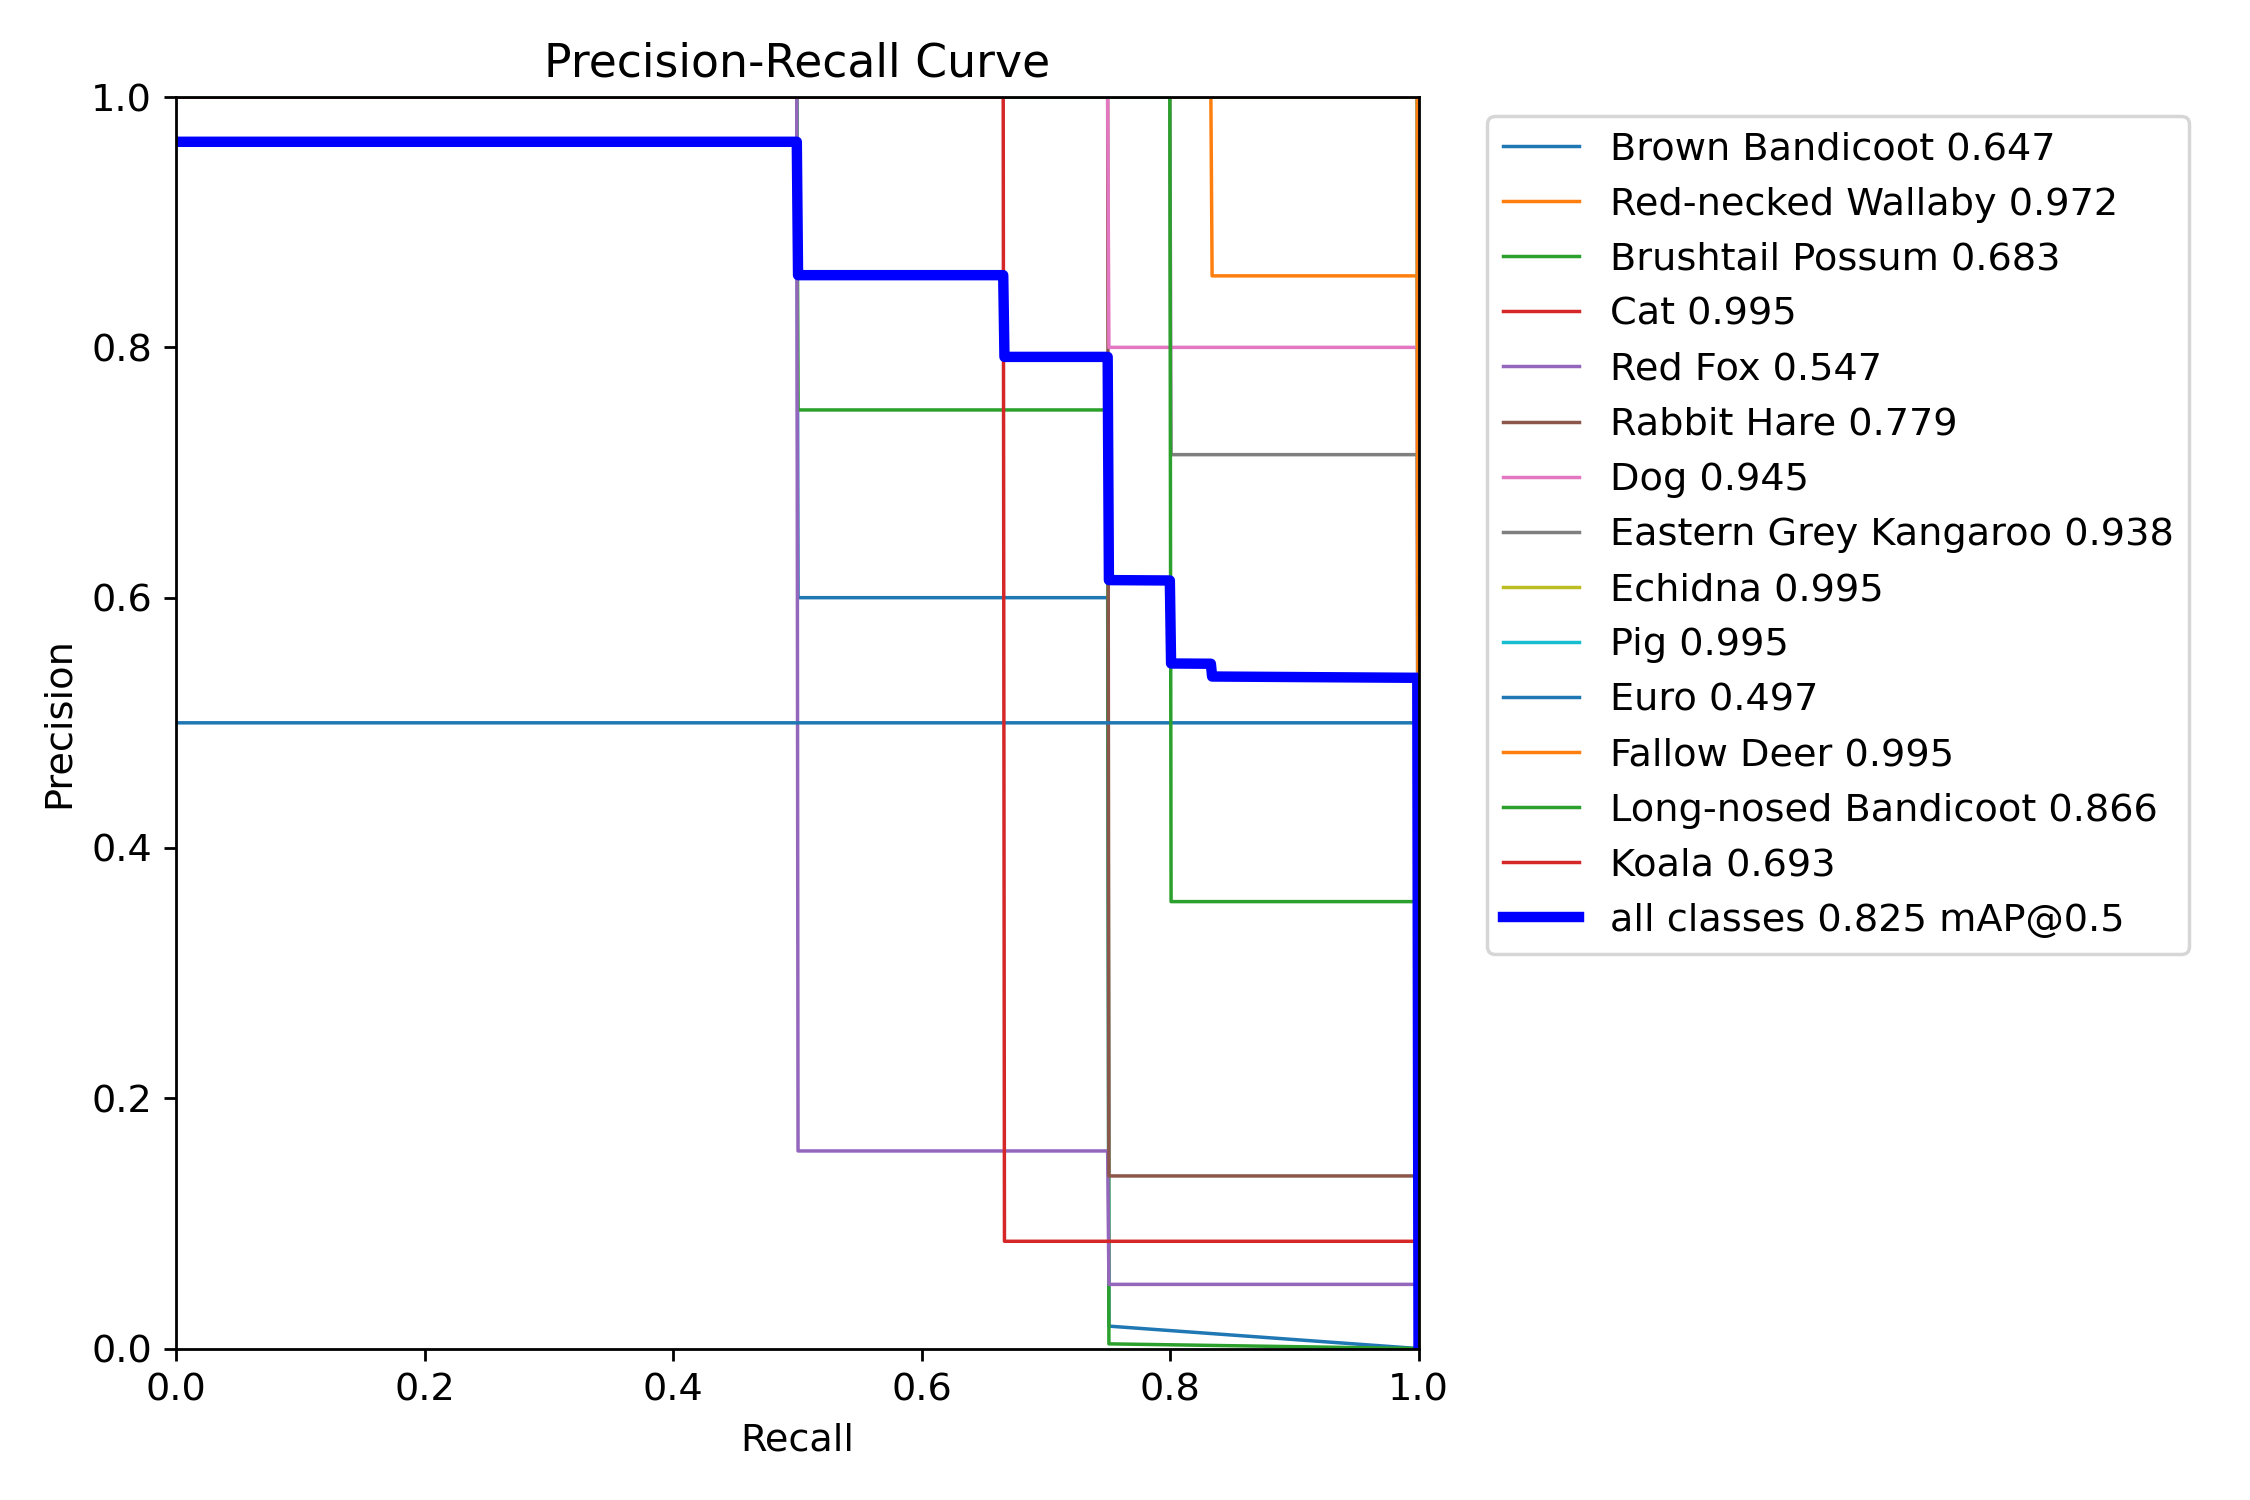 Precision-Recall Curve
1.0
0.8
0.6
0.4
0.2
0.0
Precision
0.0 0.2 0.4 0.6 0.8 1.0
Recall
Brown Bandicoot 0.647
Red-necked Wallaby 0.972
Brushtail Possum 0.683
Cat 0.995
Red Fox 0.547
Rabbit Hare 0.779
Dog 0.945
Eastern Grey Kangaroo 0.938
Echidna 0.995
Pig 0.995
Euro 0.497
Fallow Deer 0.995
Long-nosed Bandicoot 0.866
Koala 0.693
all classes 0.825 mAP@0.5